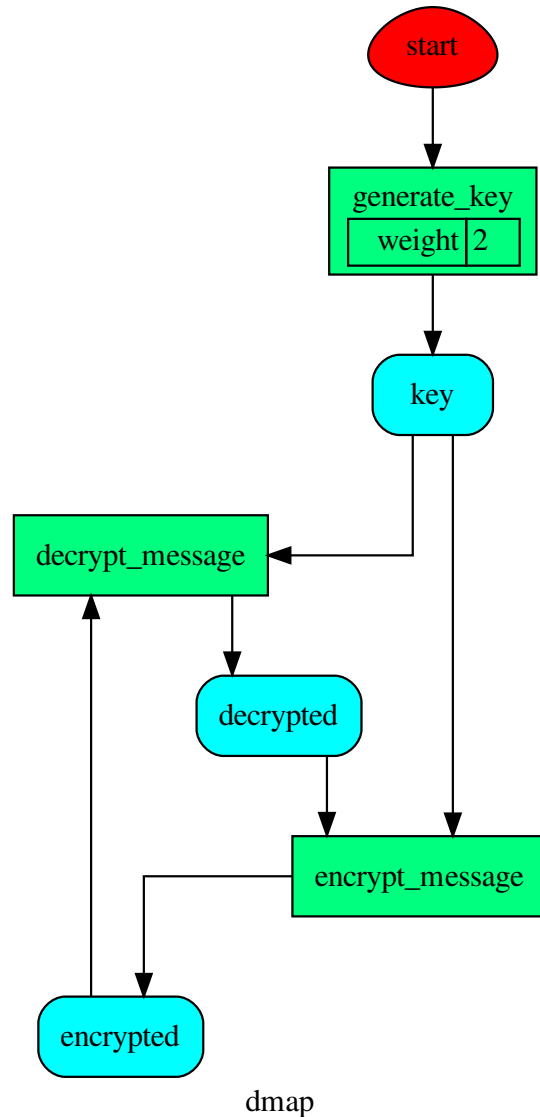 start
generate_key
weight 2
key
decrypt_message
decrypted
encrypt_message
encrypted
dmap